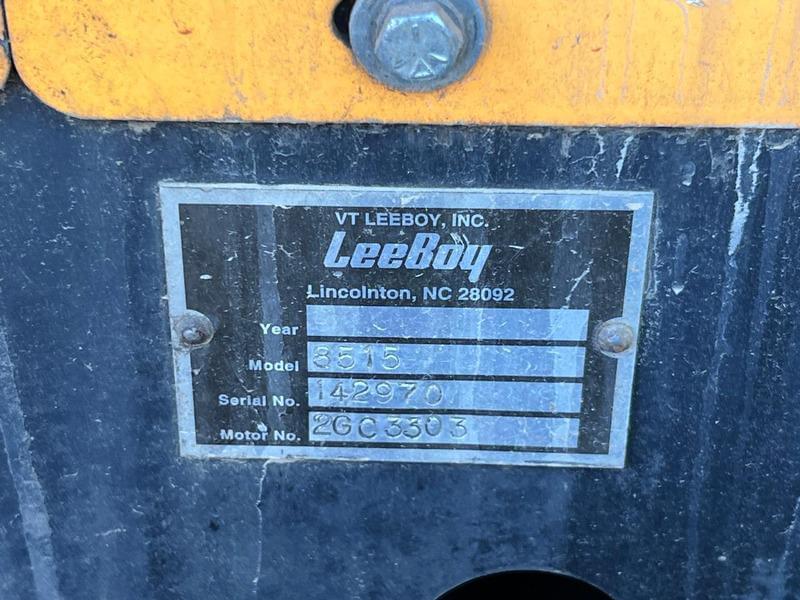 VT LEEBOY, INC.
LeeBoy
Lincolnton, NC 28092
Year
Model 8515
Serial No. 142970
Motor No. 2GC3303